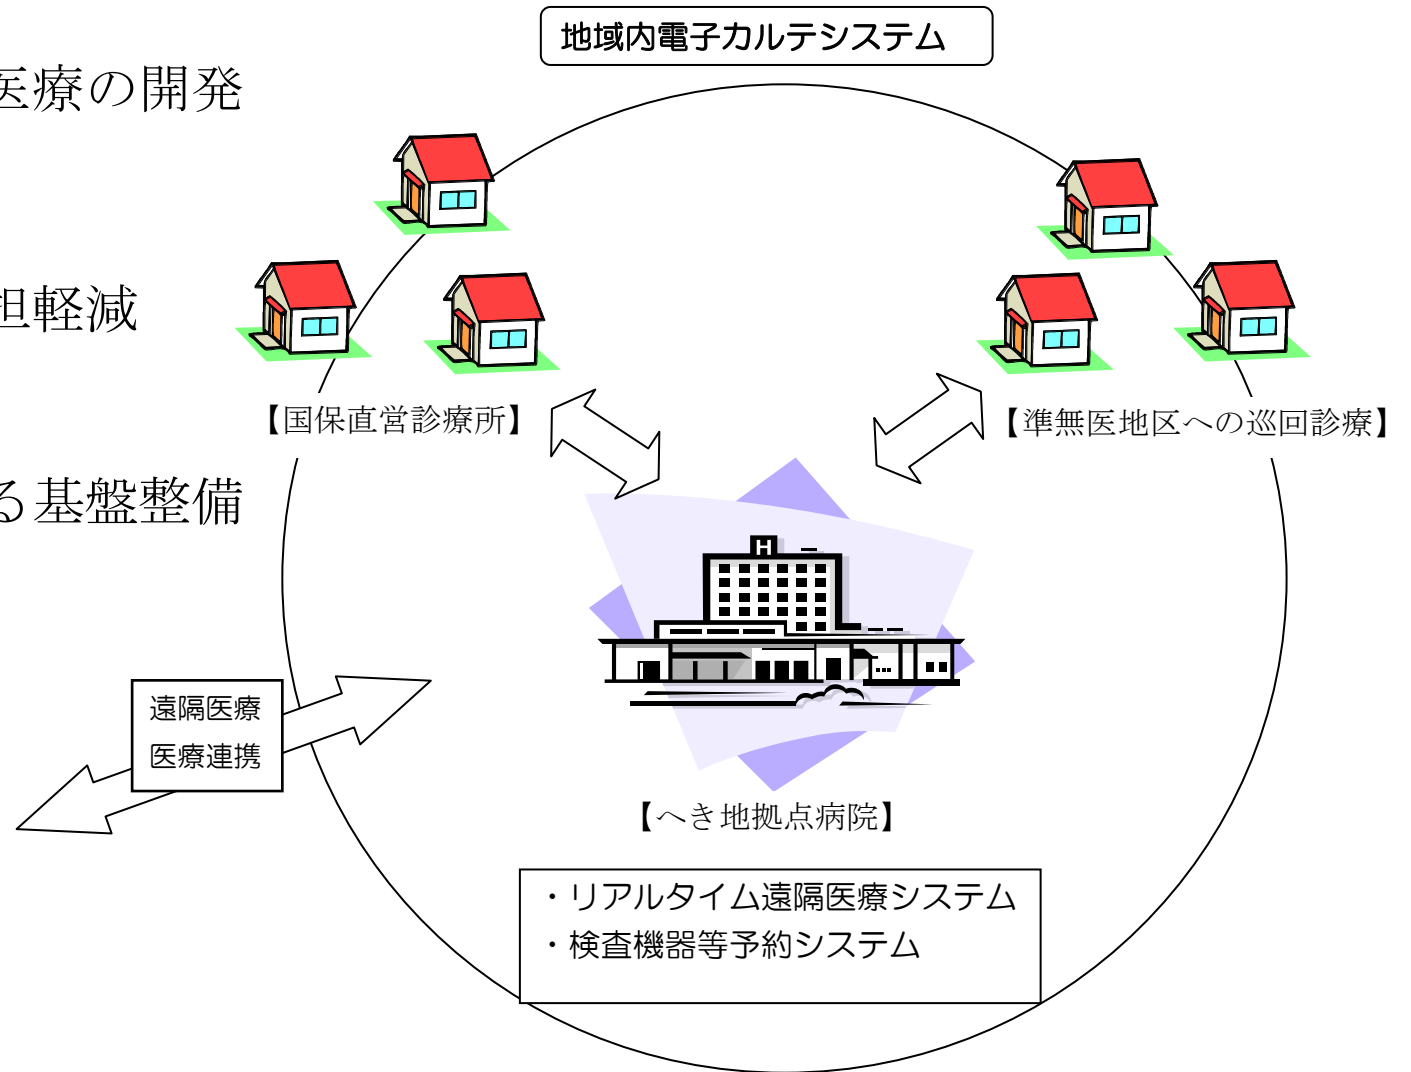 地域内電子カルテシステム
医療の開発
担軽減
【国保直営診療所】
【準無医地区への巡回診療】
る基盤整備
H
遠隔医療
医療連携
【へき地拠点病院】
・リアルタイム遠隔医療システム
・検査機器等予約システム